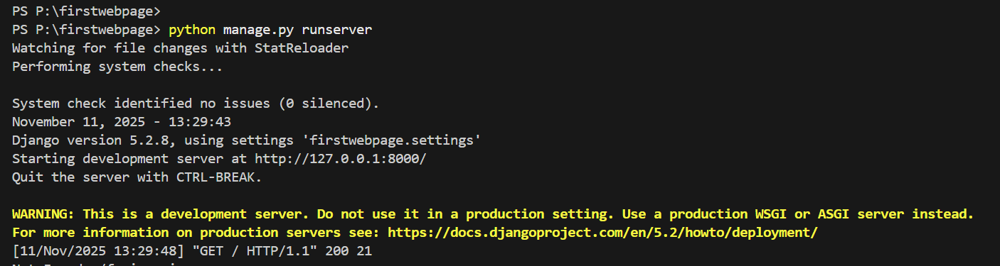 PS P:\firstwebpage>
PS P:\firstwebpage> python manage.py runserver
Watching for file changes with StatReloader
Performing system checks...
System check identified no issues (0 silenced).
November 11, 2025 - 13:29:43
Django version 5.2.8, using settings 'firstwebpage.settings'
Starting development server at http://127.0.0.1:8000/
Quit the server with CTRL-BREAK.
WARNING: This is a development server. Do not use it in a production setting. Use a production WSGI or ASGI server instead.
For more information on production servers see: https://docs.djangoproject.com/en/5.2/howto/deployment/
[11/Nov/2025 13:29:48] "GET / HTTP/1.1" 200 21